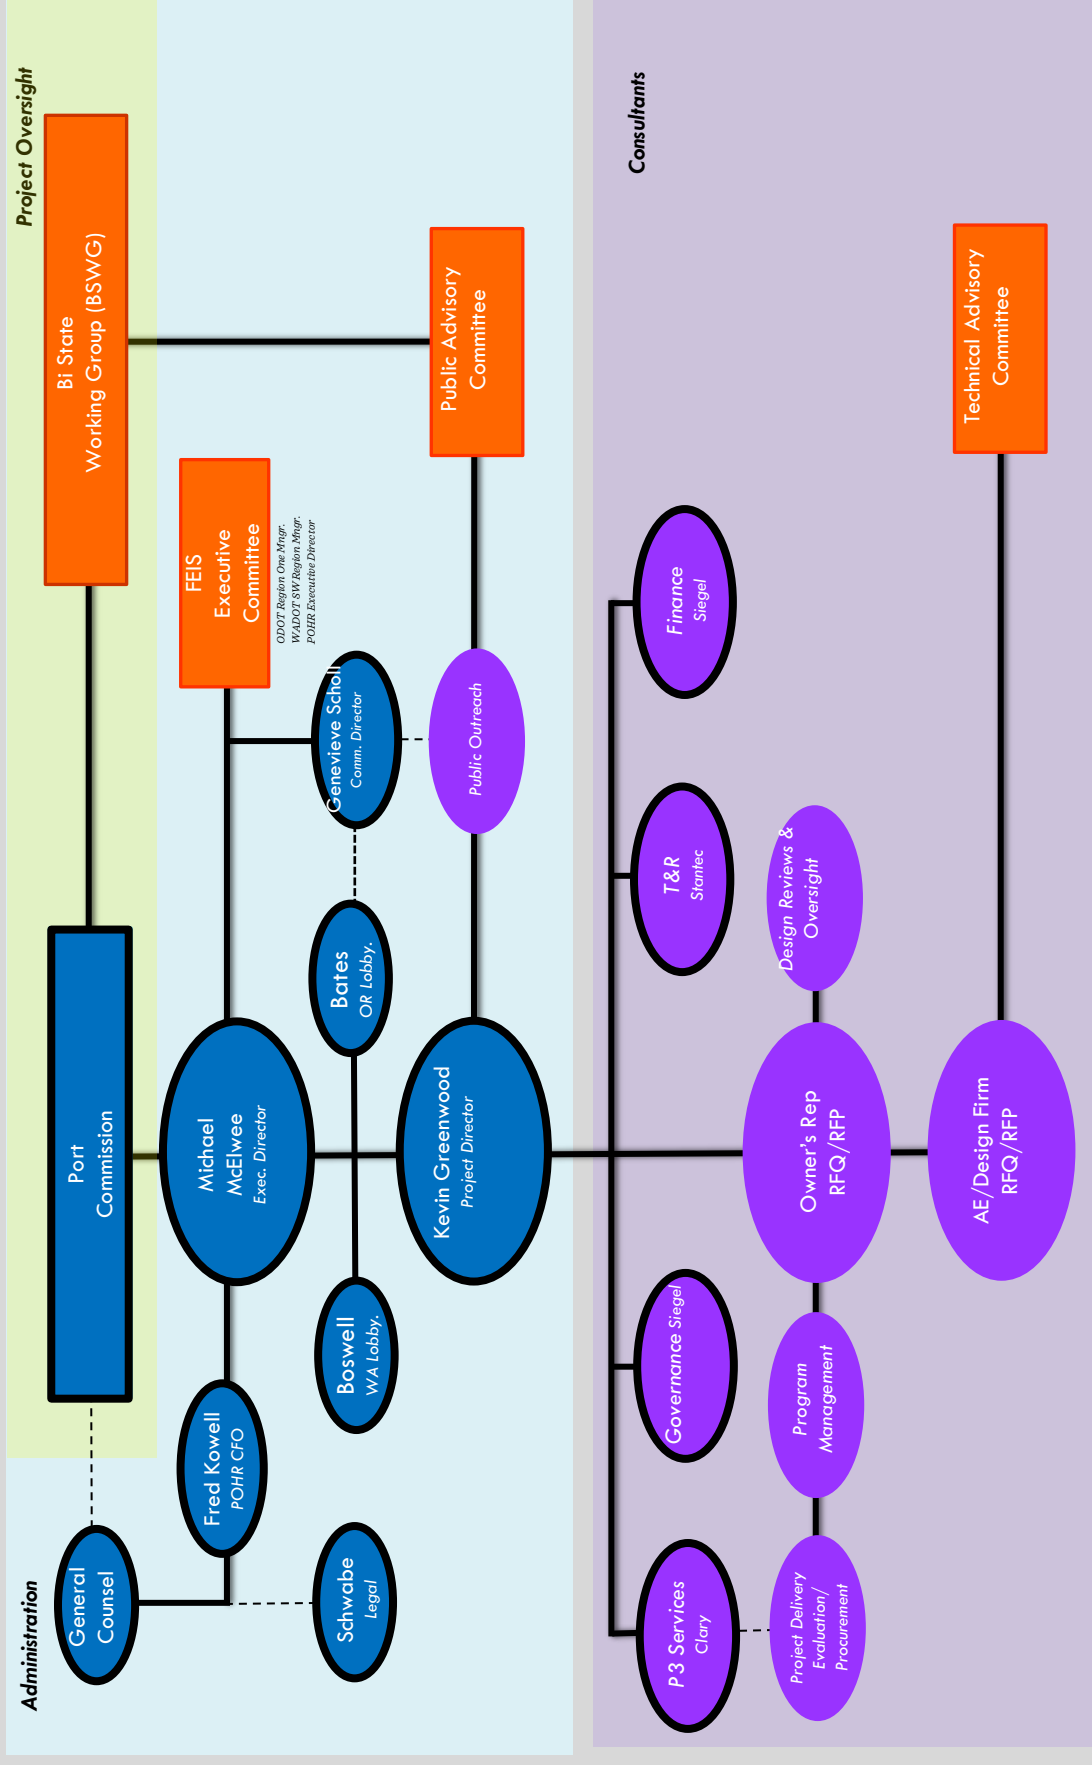 Administration
Project Oversight
General
Counsel
Port
Commission
Bi State
Working Group (BSWG)
Fred Kowell
POHR CFO
Michael
McElwee
Exec. Director
FEIS
Executive
Committee
ODOT Region One Mngr.
WADOT SW Region Mngr.
POHR Executive Director
Schwabe
Legal
Boswell
WA Lobby.
Bates
OR Lobby.
Genevieve Scholl
Comm. Director
Kevin Greenwood
Project Director
Public Outreach
Public Advisory
Committee
Consultants
P3 Services
Clary
Governance Siegel
T&R
Stantec
Finance
Siegel
Project Delivery
Evaluation/
Procurement
Program
Management
Owner's Rep
RFQ/RFP
Design Reviews &
Oversight
AE/Design Firm
RFQ/RFP
Technical Advisory
Committee